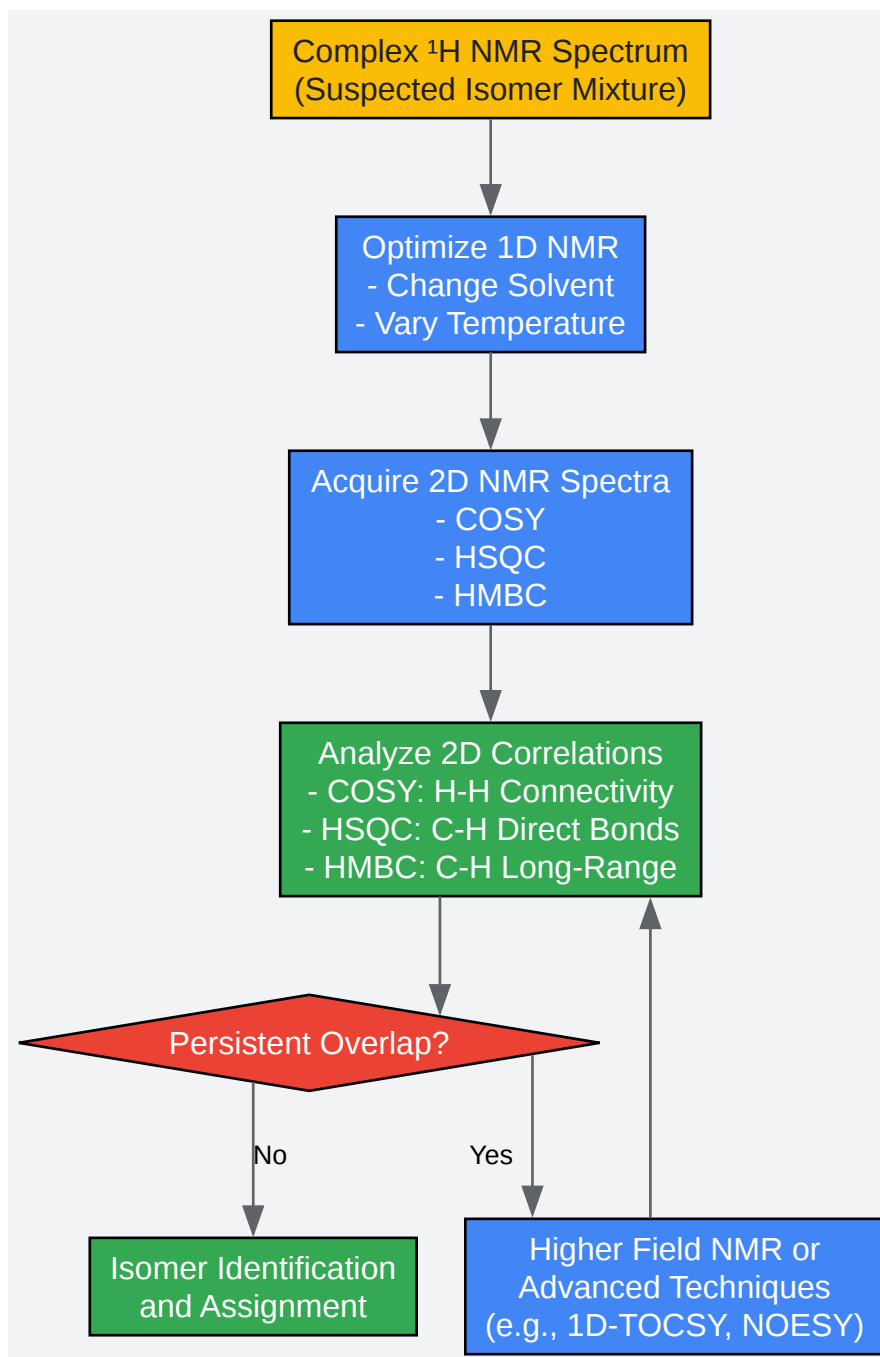 Complex ¹H NMR Spectrum
(Suspected Isomer Mixture)
Optimize 1D NMR
- Change Solvent
- Vary Temperature
Acquire 2D NMR Spectra
- COSY
- HSQC
- HMBC
Analyze 2D Correlations
- COSY: H-H Connectivity
- HSQC: C-H Direct Bonds
- HMBC: C-H Long-Range
Persistent Overlap?
No
Yes
Isomer Identification
and Assignment
Higher Field NMR or
Advanced Techniques
(e.g., 1D-TOCSY, NOESY)